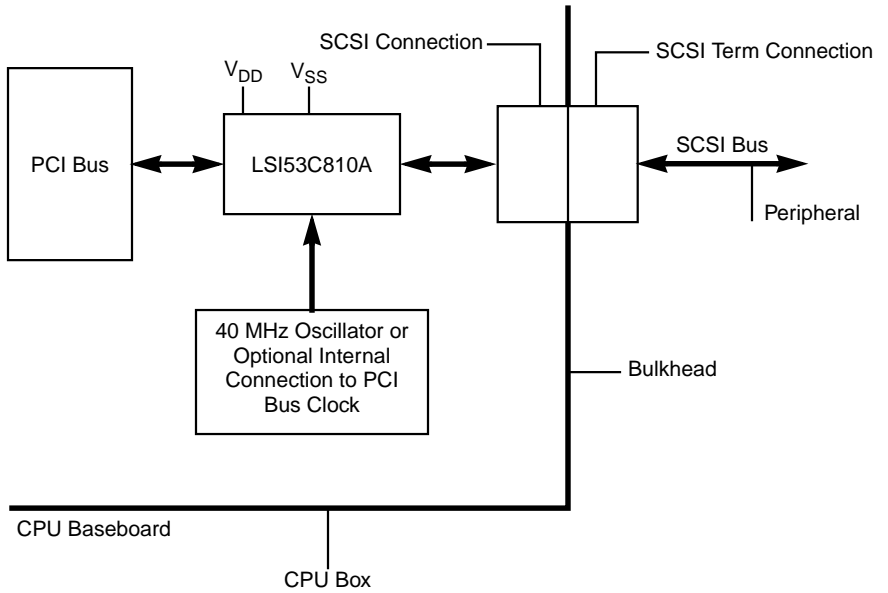 SCSI Connection
SCSI Term Connection
VDD
VSS
PCI Bus
LSI53C810A
SCSI Bus
Peripheral
40 MHz Oscillator or
Optional Internal
Connection to PCI
Bus Clock
Bulkhead
CPU Baseboard
CPU Box